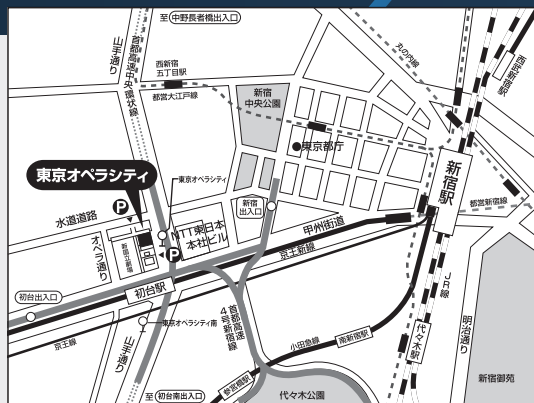 至 中野長者橋出入口
山手通り
首都高速中央環状線
西新宿
五丁目駅
都営大江戸線
新宿
中央公園
丸の内線
西武新宿駅
東京都庁
東京オペラシティ
東京オペラシティ
P
水道道路
オペラ通り
新国立劇場
NTT東日本
本社ビル
P
新宿
出入口
甲州街道
京王新線
新宿駅
都営新宿線
初台出入口
初台駅
京王線
山手通り
東京オペラシティ南
首都高速
4号新宿線
小田急線
南新宿駅
JR線
代々木駅
明治通り
新宿御苑
至 初台南出入口
参宮橋駅
代々木公園